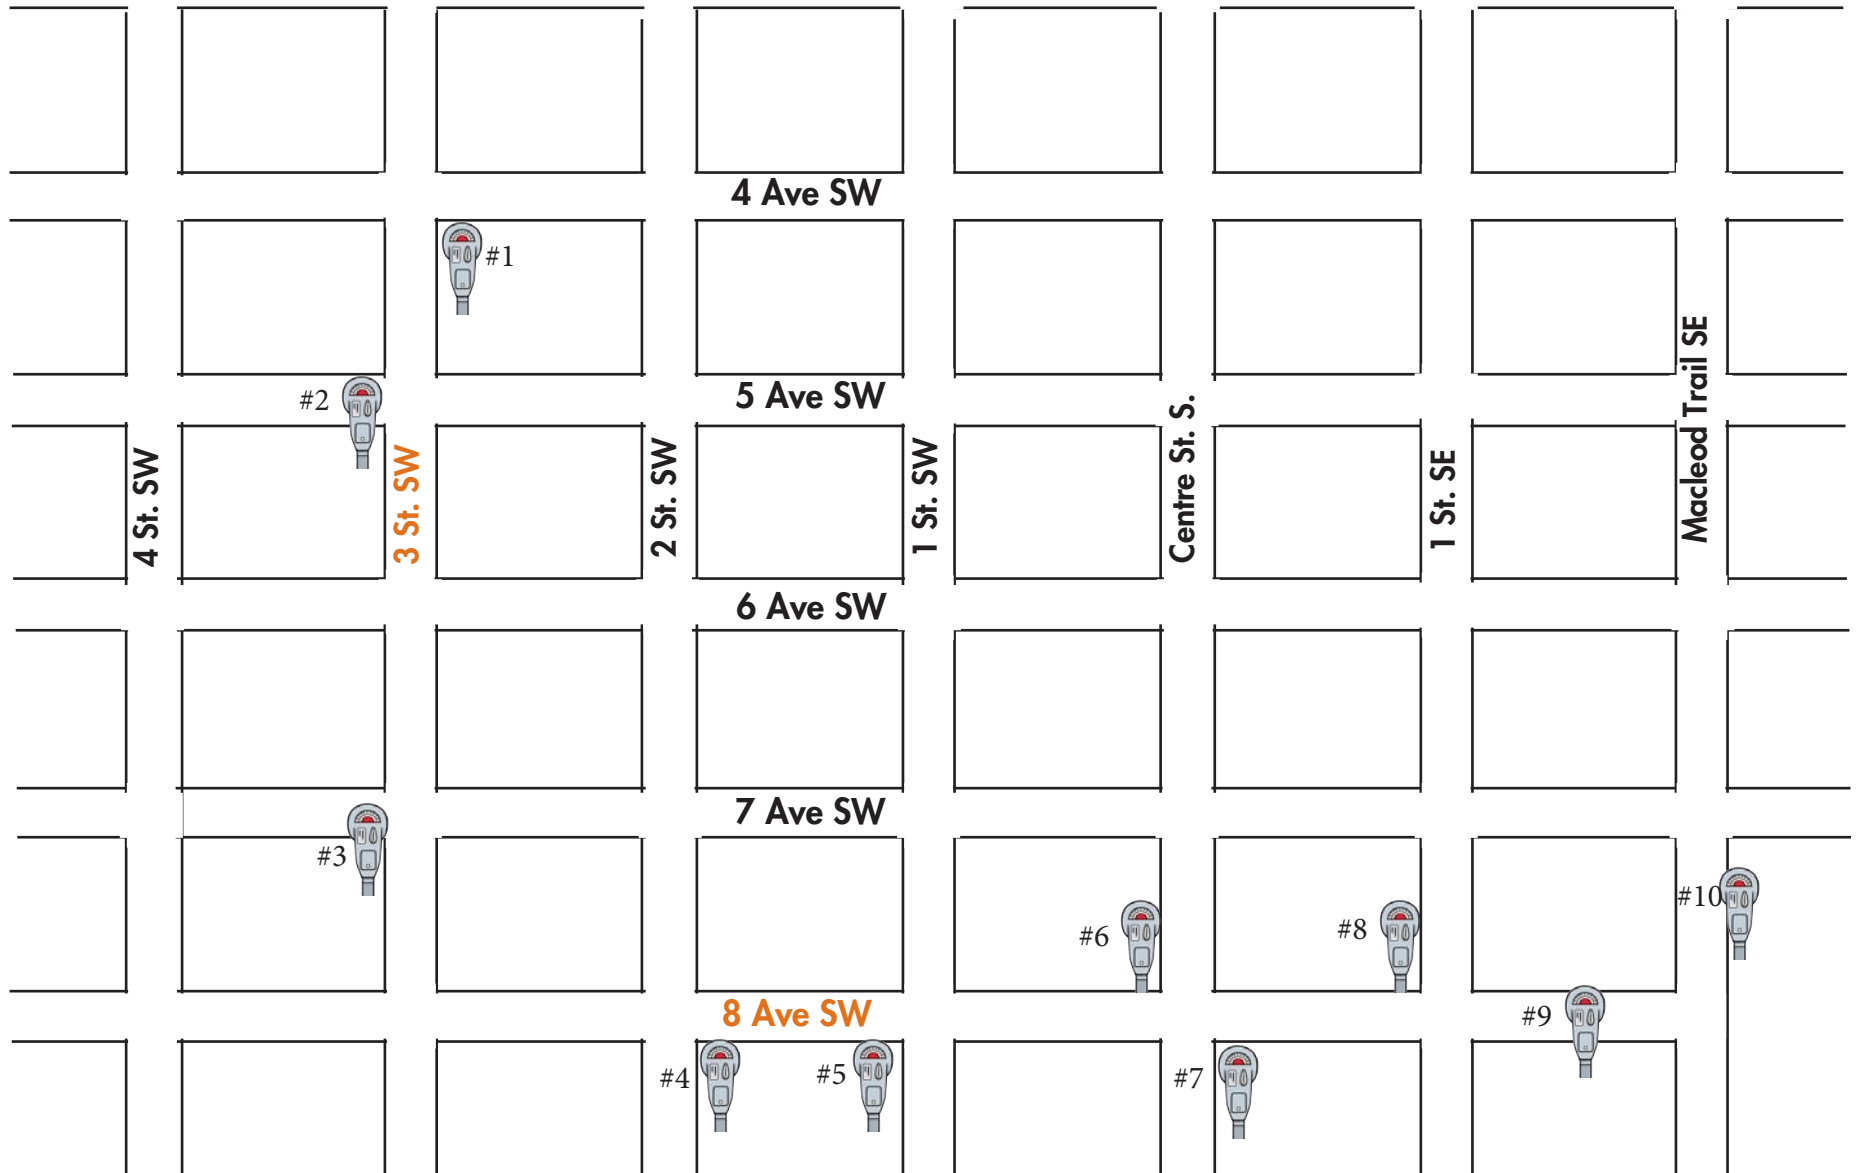 4 Ave SW
#1
Macleod Trail SE
#2
5 Ave SW
4 St. SW
3 St. SW
2 St. SW
1 St. SW
Centre St. S.
1 St. SE
6 Ave SW
7 Ave SW
#3
#10
#6
#8
8 Ave SW
#9
#4
#5
#7